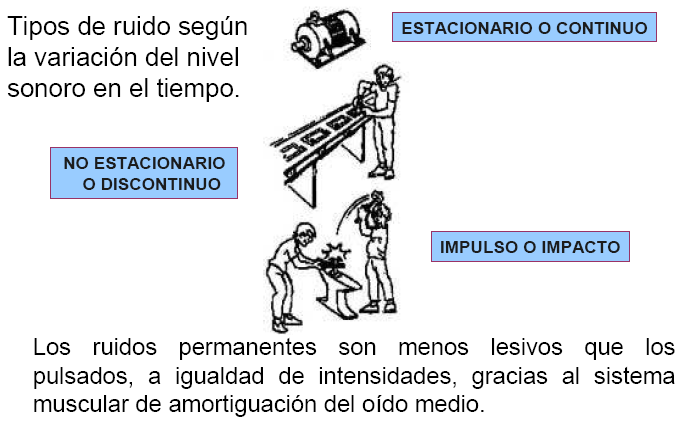 Tipos de ruido según
la variación del nivel
sonoro en el tiempo.
ESTACIONARIO O CONTINUO
NO ESTACIONARIO
O DISCONTINUO
IMPULSO O IMPACTO
Los ruidos permanentes son menos lesivos que los
pulsados, a igualdad de intensidades, gracias al sistema
muscular de amortiguación del oído medio.